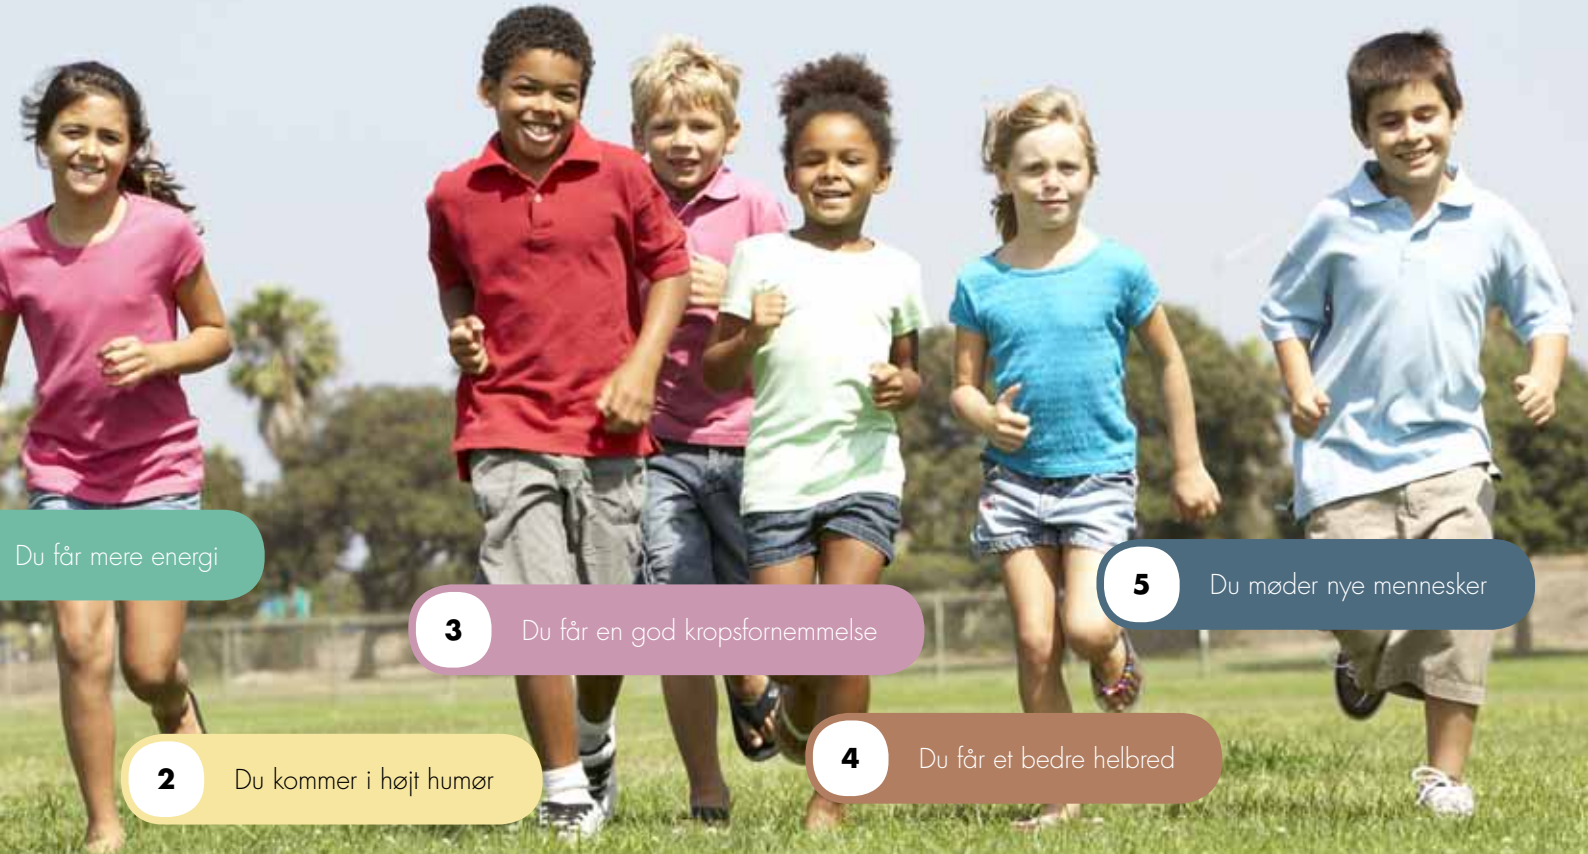 Du får mere energi
2 Du kommer i højt humør
3 Du får en god kropsfornemmelse
4 Du får et bedre helbred
5 Du møder nye mennesker